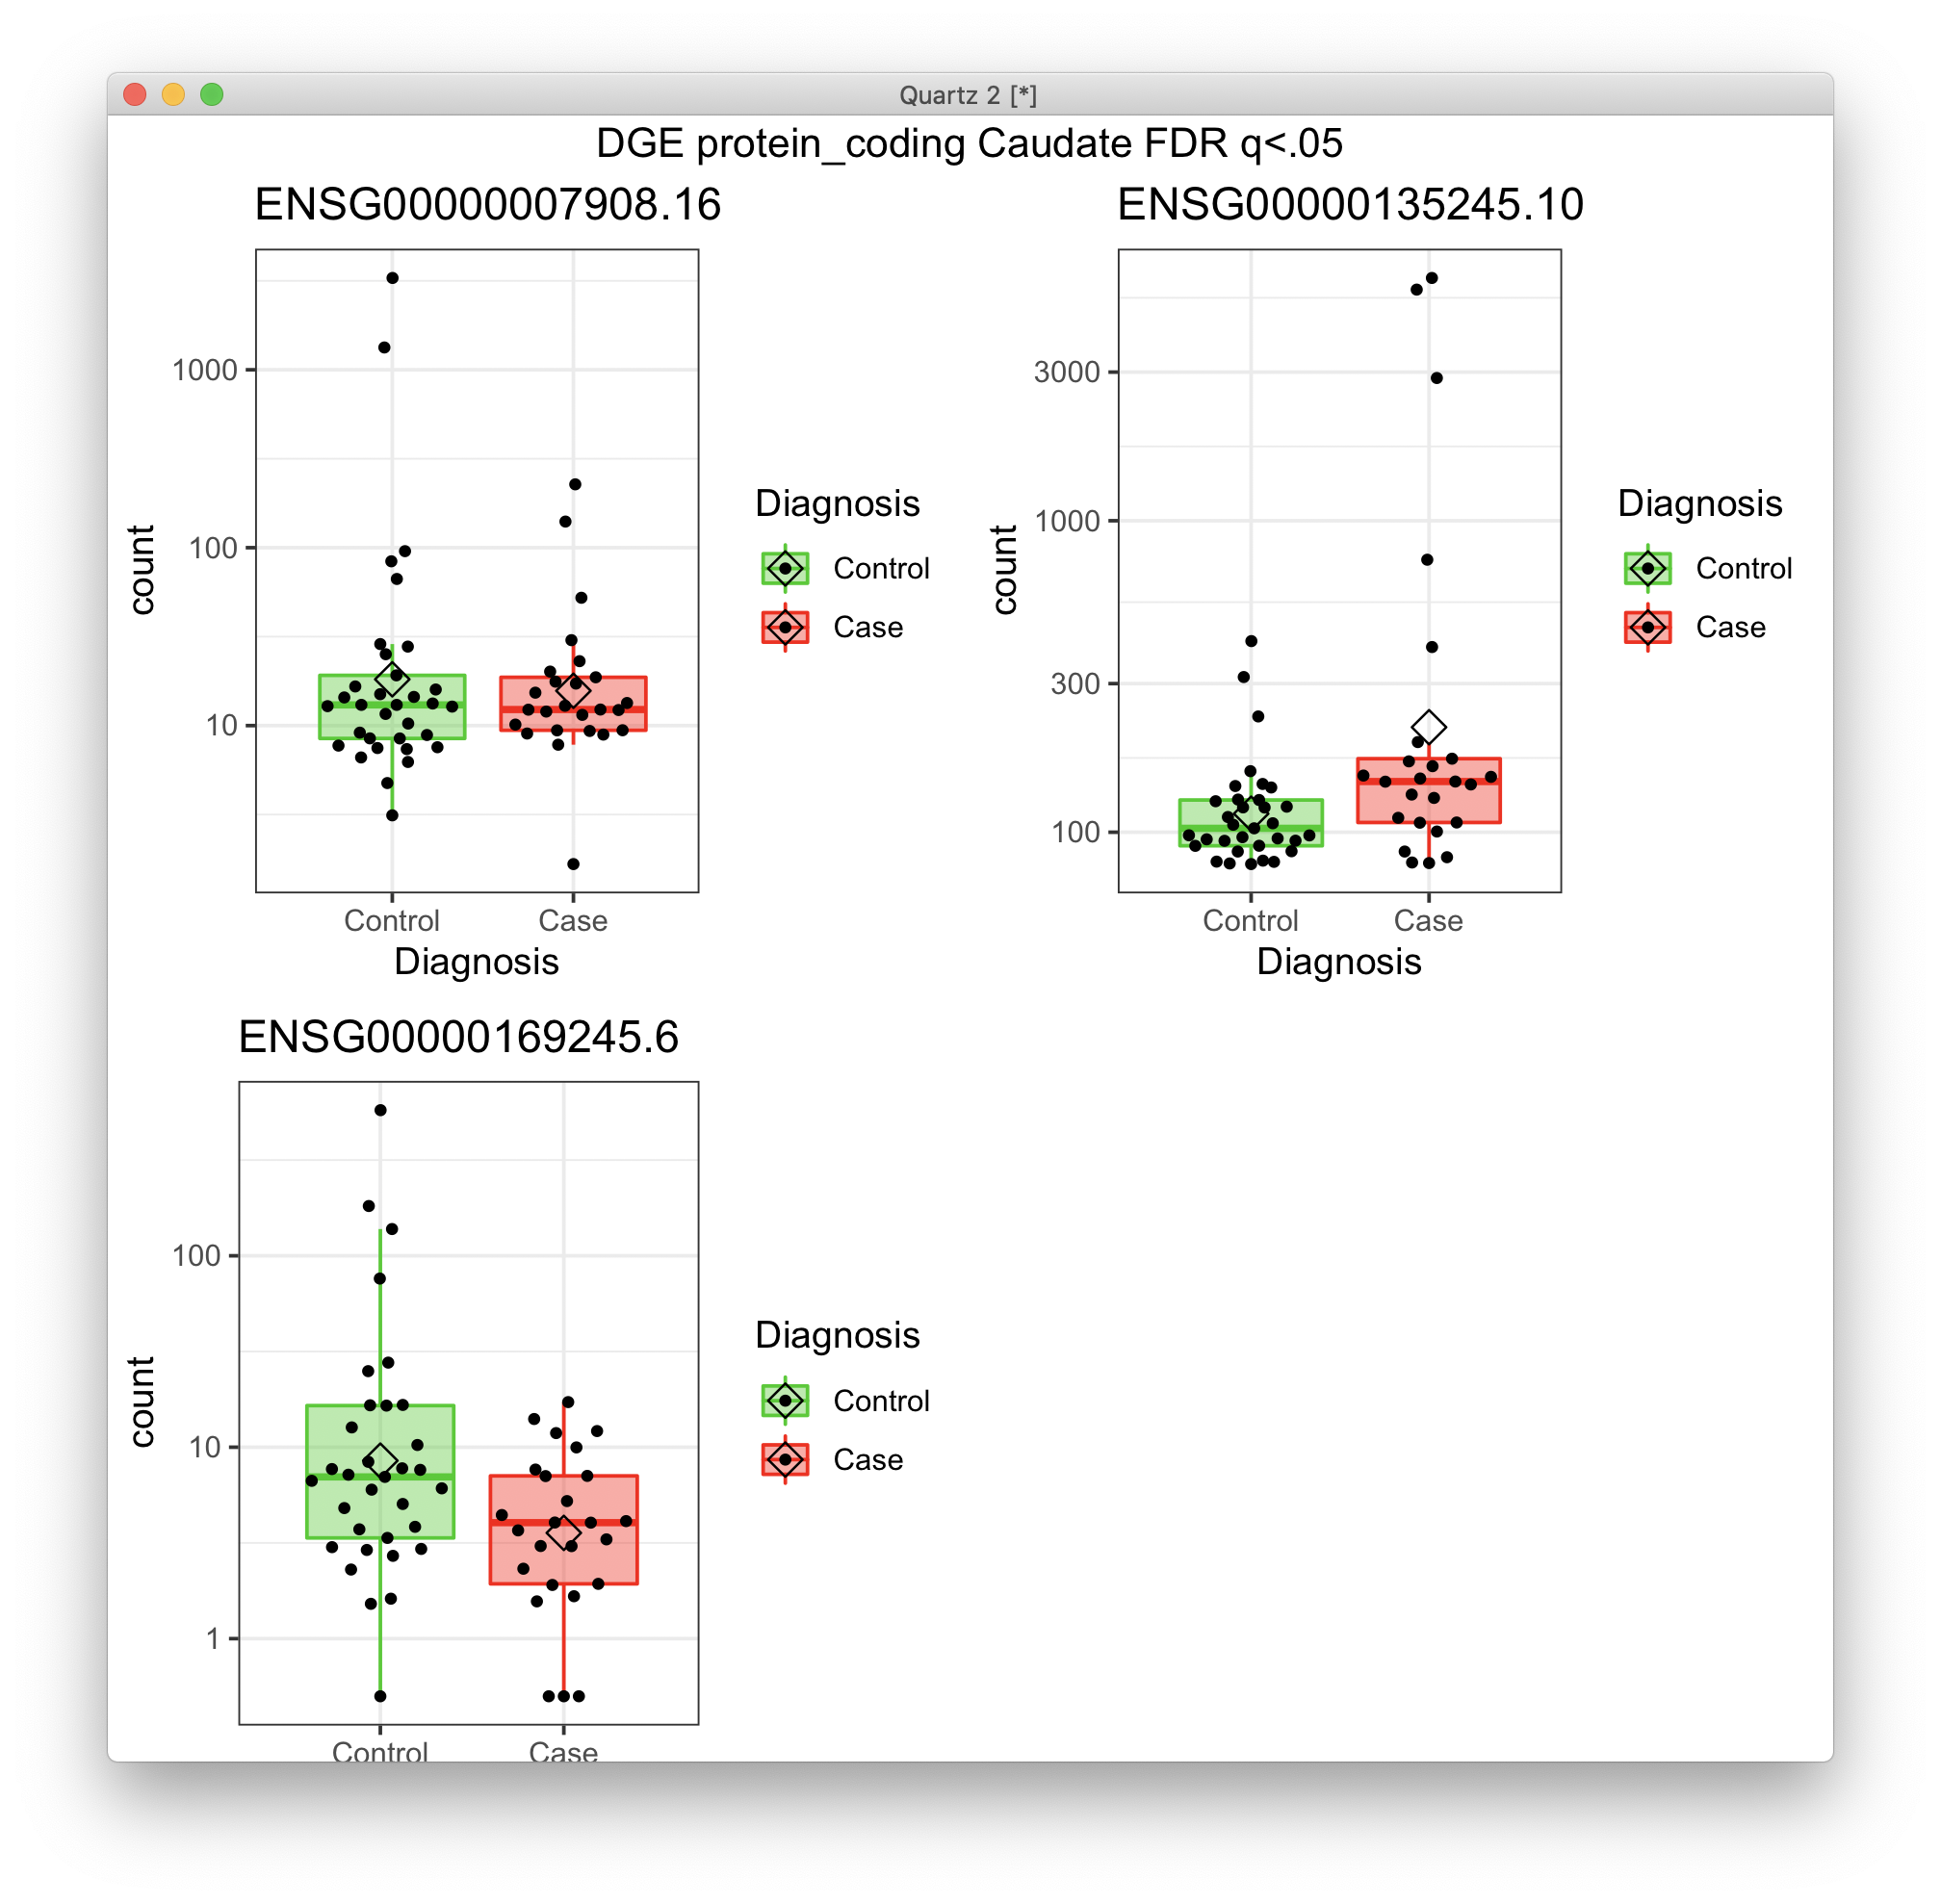 Quartz 2 [*]
DGE protein_coding Caudate FDR q<.05
ENSG00000007908.16
count
1000
100
10
Control Case
Diagnosis
Diagnosis
Control
Case
ENSG00000135245.10
count
3000
1000
300
100
Control Case
Diagnosis
Diagnosis
Control
Case
ENSG00000169245.6
count
100
10
1
Control Case
Diagnosis
Control
Case